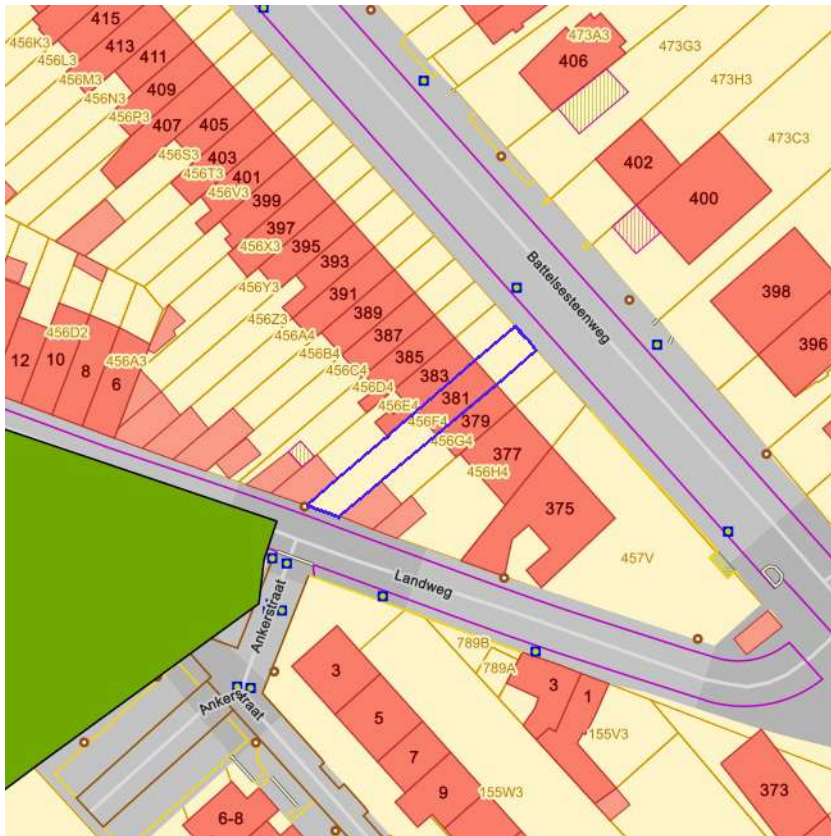 415
413
411
409
407
405
403
401
399
397
395
393
391
389
387
385
383
381
379
377
375
456K3
456L3
456M3
456N3
456P3
456S3
456T3
456V3
456X3
456Y3
456Z3
456A4
456B4
456C4
456D4
456E4
456F4
456G4
456H4
473A3
473G3
473H3
473C3
406
402
400
398
396
Battelsesteenweg
456D2
456A3
12
10
8
6
457V
Landweg
Ankerstraat
Ankerstraat
789B
789A
3
5
7
9
3
1
155V3
155W3
373
6-8